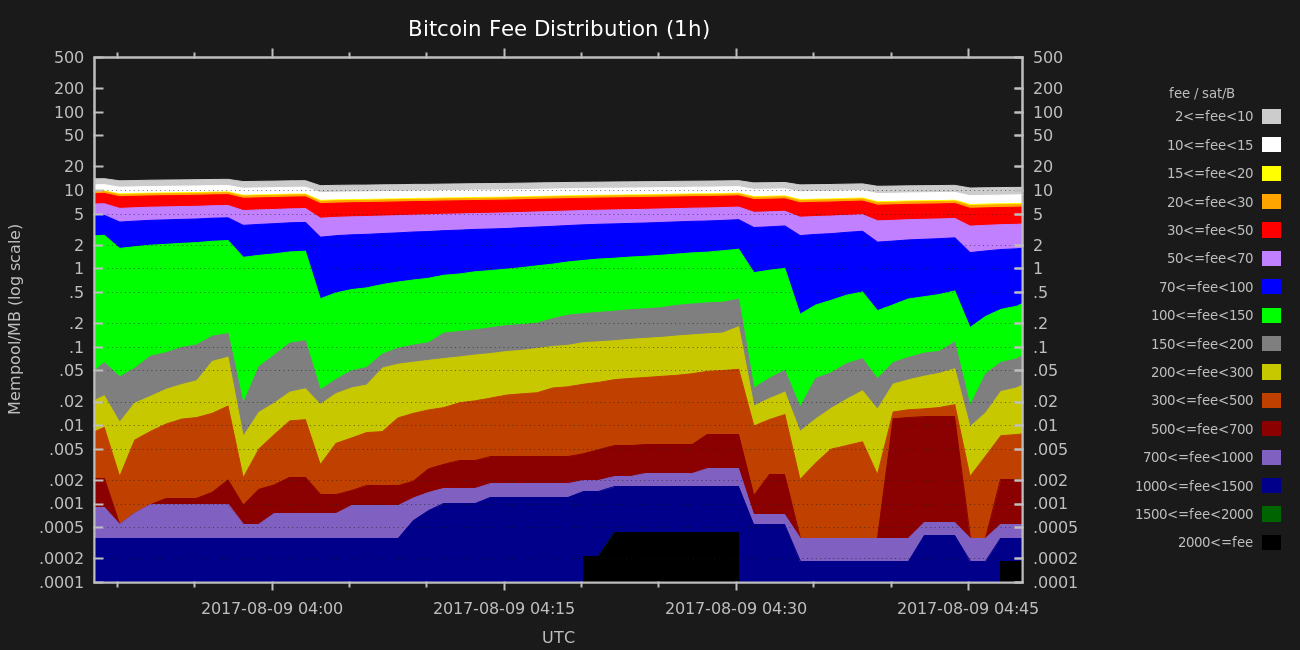 Bitcoin Fee Distribution (1h)
500 500
200 200
100 100
50 50
20 20
10 10
5 5
2 2
1 1
.5 .5
.2 .2
.1 .1
.05 .05
.02 .02
.01 .01
.005 .005
.002 .002
.001 .001
.0005 .0005
.0002 .0002
.0001 .0001
Mempool/MB (log scale)
2017-08-09 04:00 2017-08-09 04:15 2017-08-09 04:30 2017-08-09 04:45
UTC
fee / sat/B
2<=fee<10
10<=fee<15
15<=fee<20
20<=fee<30
30<=fee<50
50<=fee<70
70<=fee<100
100<=fee<150
150<=fee<200
200<=fee<300
300<=fee<500
500<=fee<700
700<=fee<1000
1000<=fee<1500
1500<=fee<2000
2000<=fee